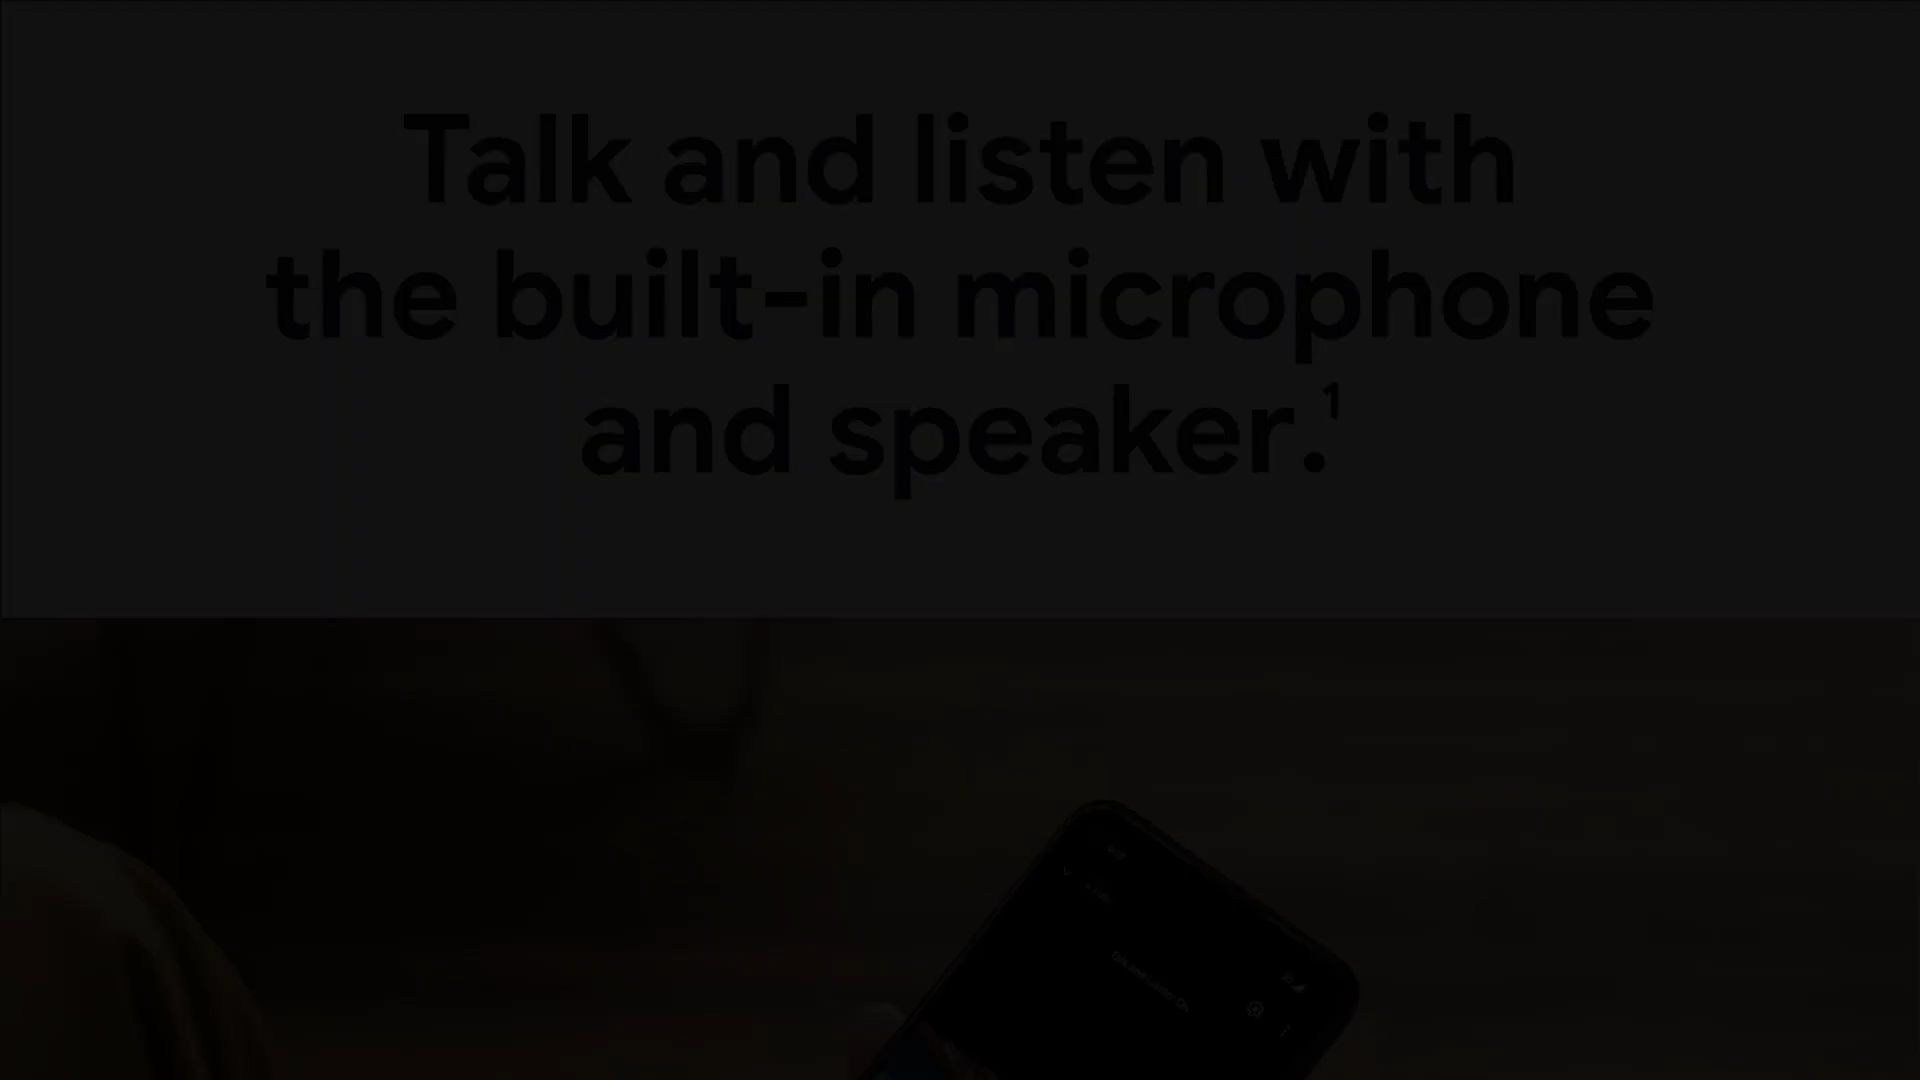 Talk and listen with
the built-in microphone
and speaker.¹